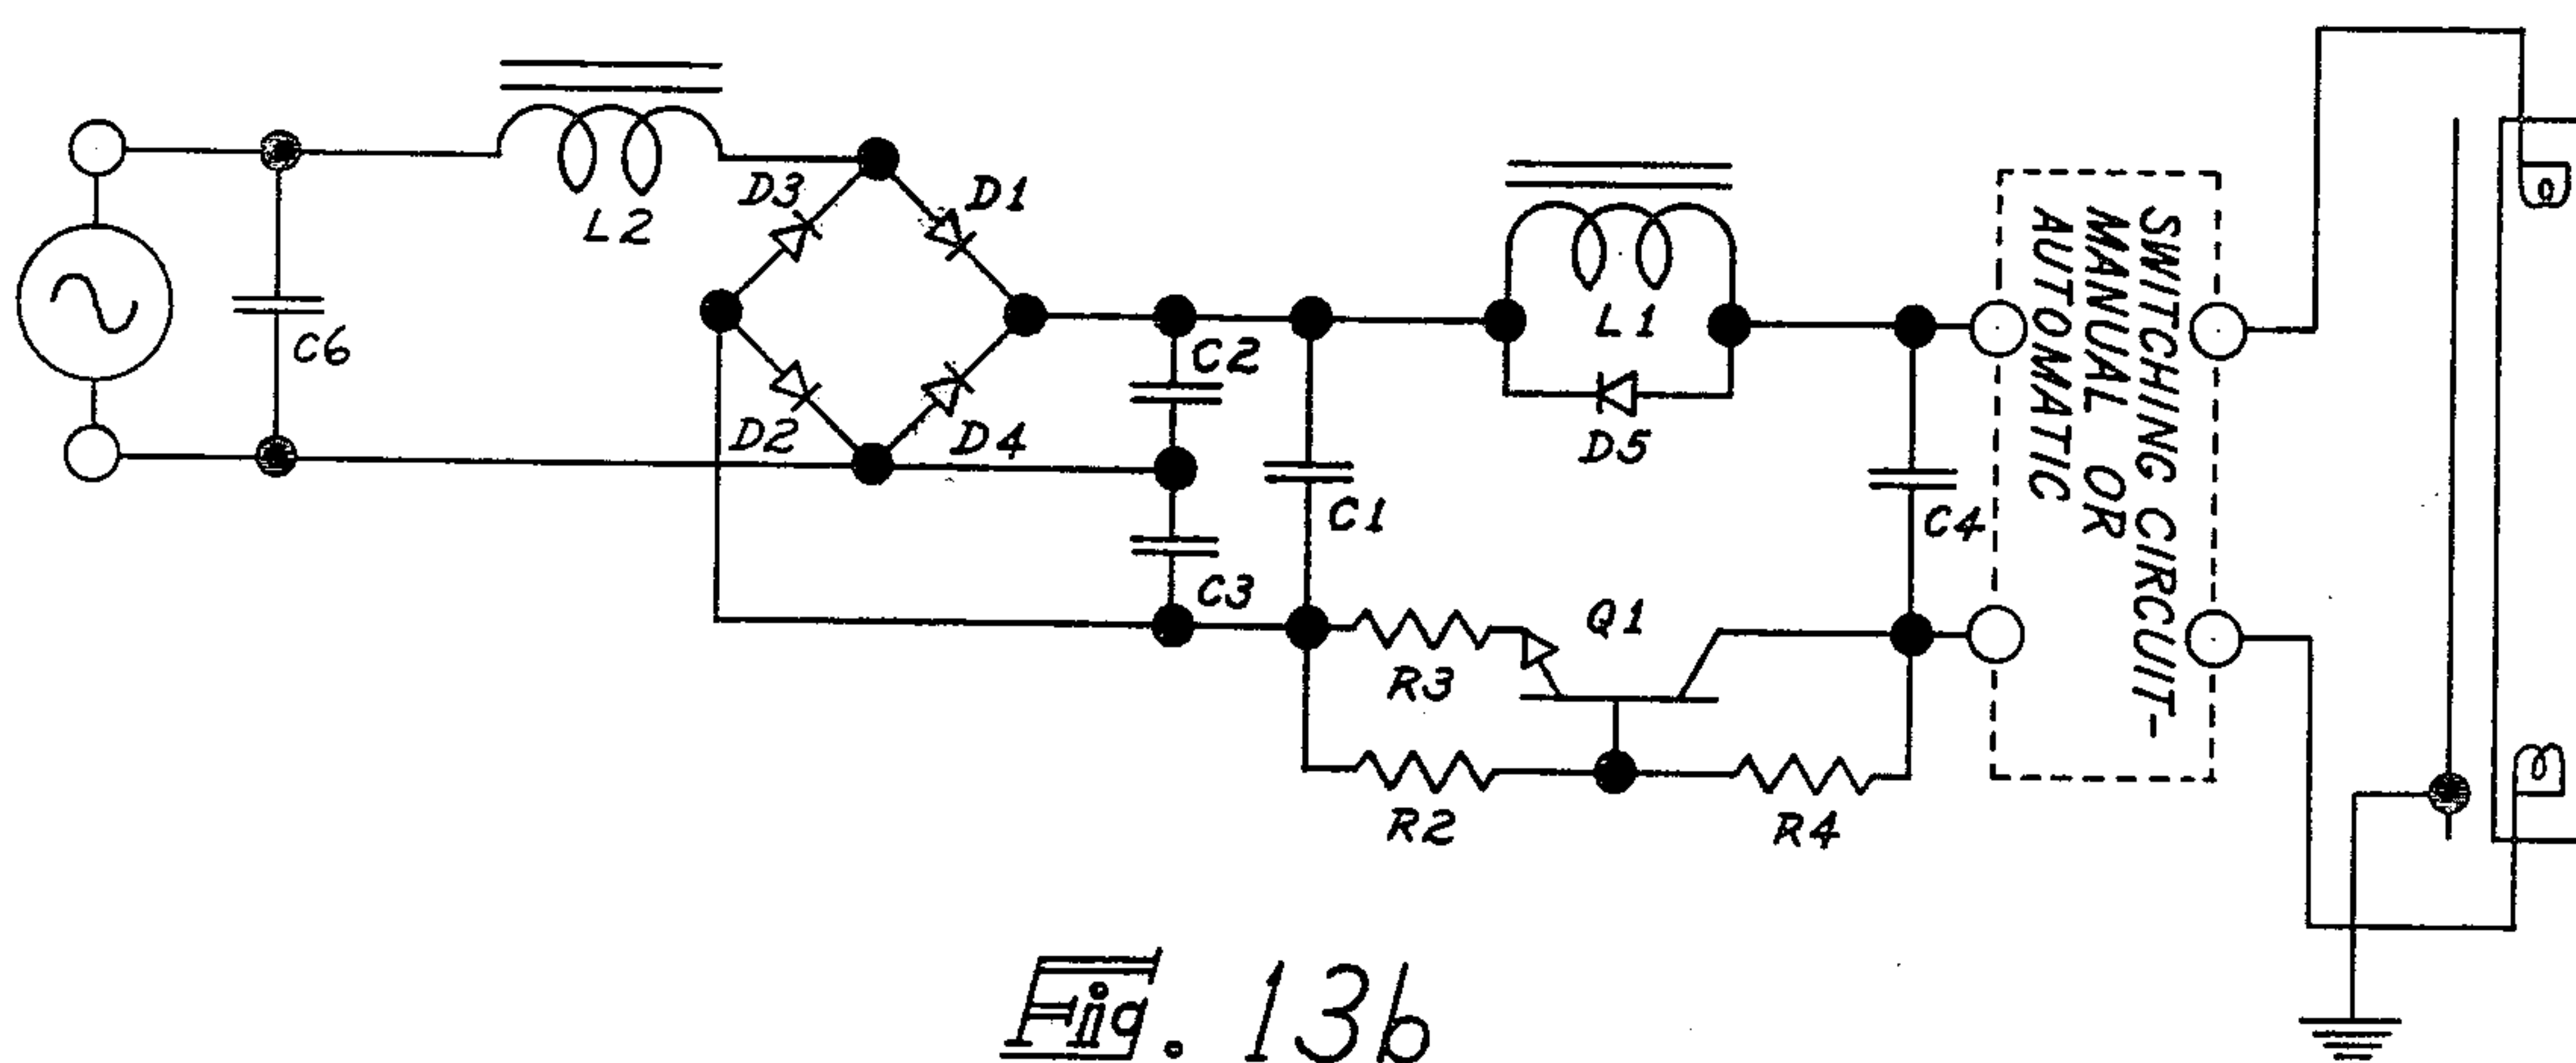 L2
C6
D3
D1
D2
D4
C2
C3
C1
L1
D5
C4
R3
Q1
R2
R4
SWITCHING CIRCUIT-
MANUAL OR
AUTOMATIC
Fig. 13b